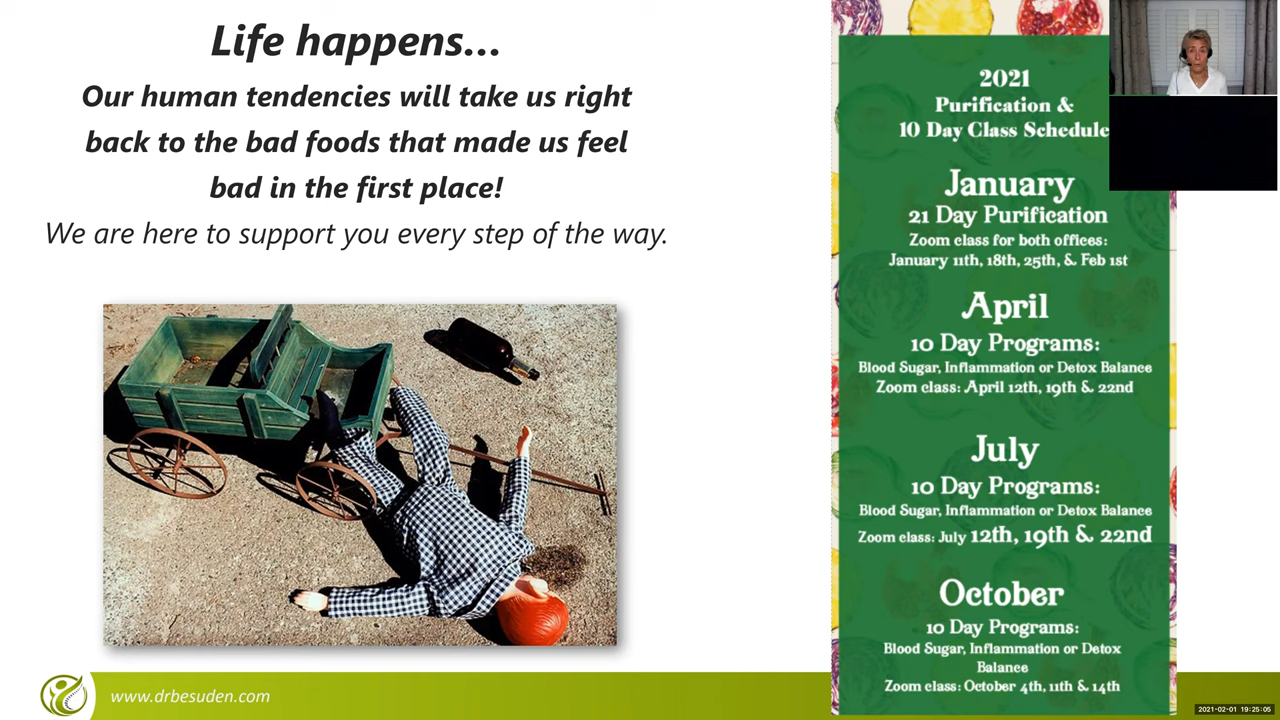 Life happens...
Our human tendencies will take us right
back to the bad foods that made us feel
bad in the first place!
We are here to support you every step of the way.
www.drbesuden.com
2021
Purification &
10 Day Class Schedule
January
21 Day Purification
Zoom class for both offices:
January 11th, 18th, 25th, & Feb 1st
April
10 Day Programs:
Blood Sugar, Inflammation or Detox Balance
Zoom class: April 12th, 19th & 22nd
July
10 Day Programs:
Blood Sugar, Inflammation or Detox Balance
Zoom class: July 12th, 19th & 22nd
October
10 Day Programs:
Blood Sugar, Inflammation or Detox
Balance
Zoom class: October 4th, 11th & 14th
2021-02-01 19:25:05